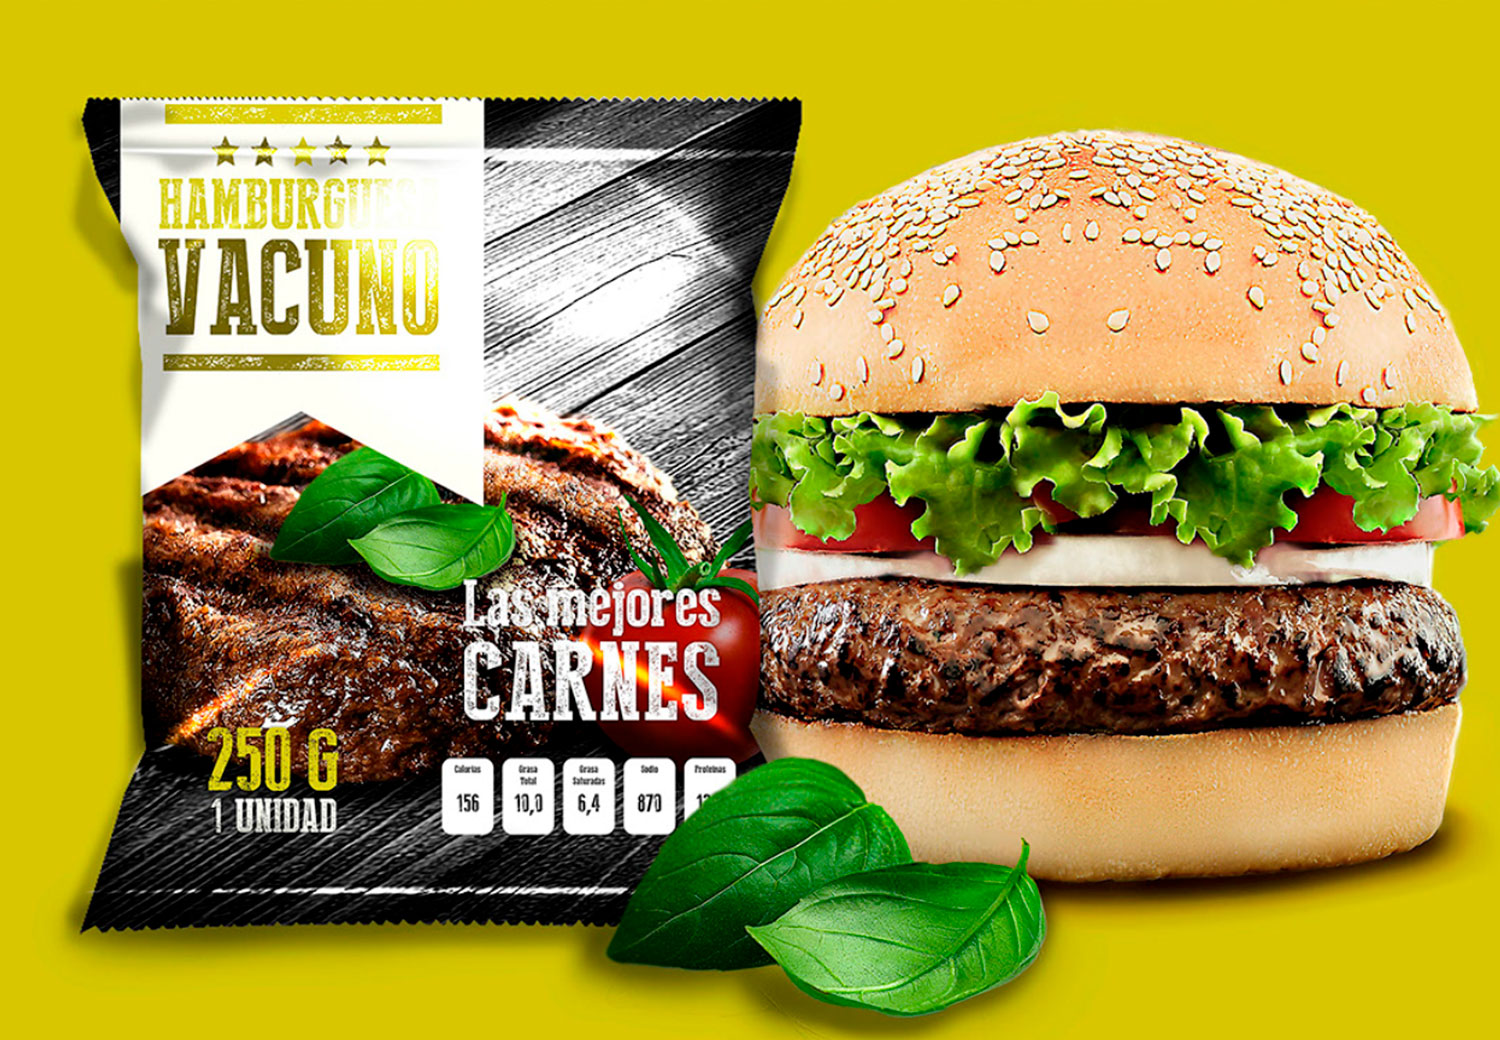 HAMBURGUES
VACUNO
Las mejores
CARNES
250 G
1 UNIDAD
Calorías
156
Grasa
Total
10,0
Grasa
Saturadas
6,4
Sodio
870
Proteínas